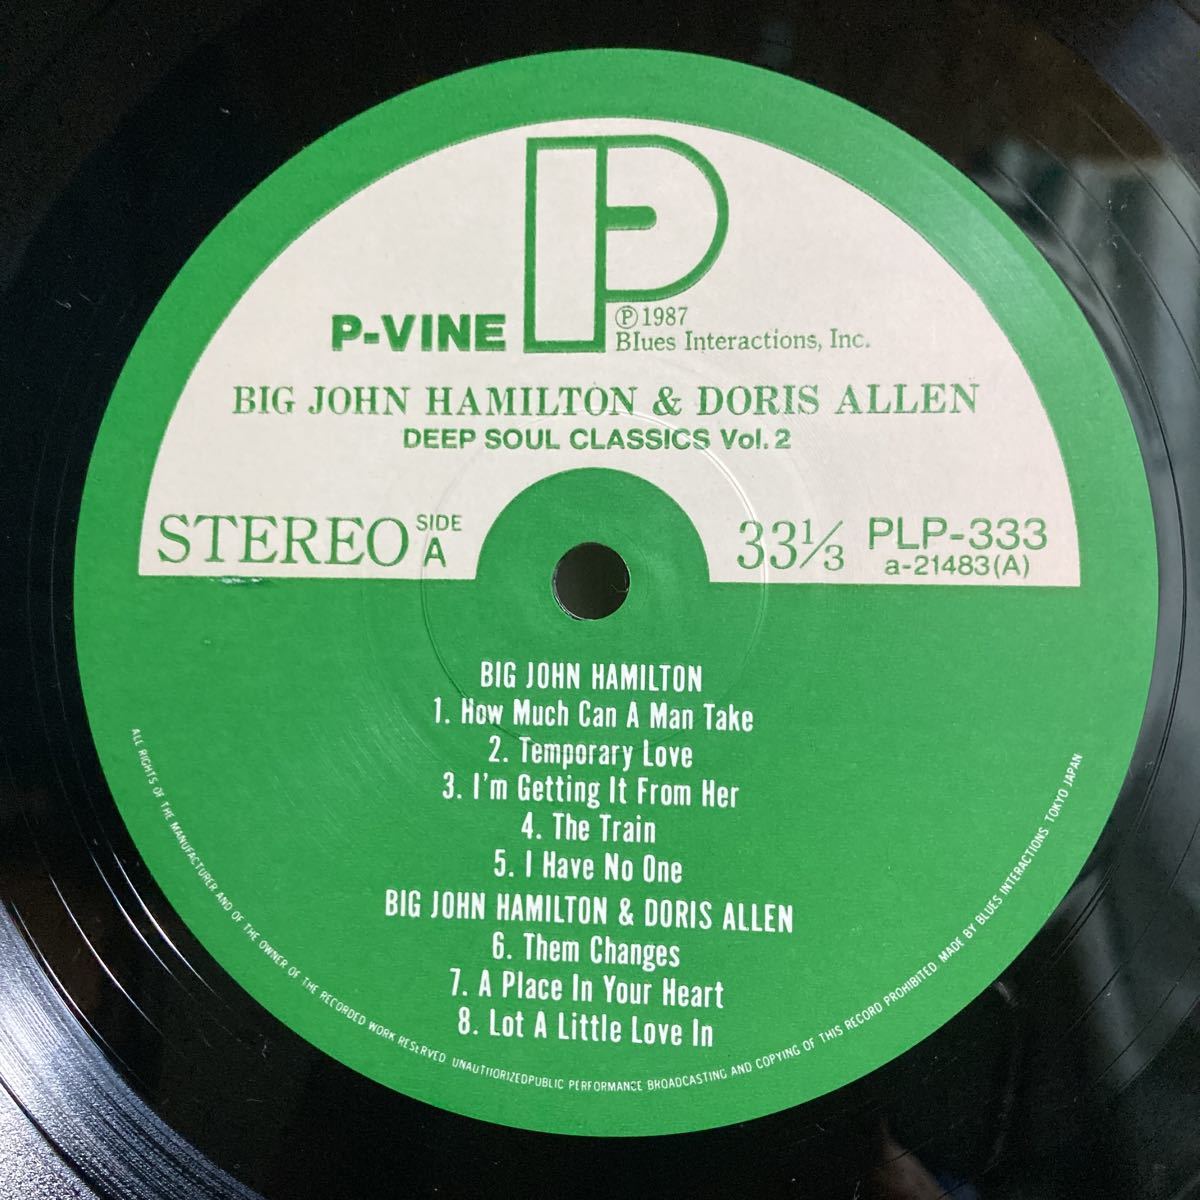 P
P-VINE
Ⓟ1987
Blues Interactions, Inc.
BIG JOHN HAMILTON & DORIS ALLEN
DEEP SOUL CLASSICS Vol. 2
STEREO SIDE A
33⅓ PLP-333
a-21483(A)
BIG JOHN HAMILTON
1. How Much Can A Man Take
2. Temporary Love
3. I'm Getting It From Her
4. The Train
5. I Have No One
BIG JOHN HAMILTON & DORIS ALLEN
6. Them Changes
7. A Place In Your Heart
8. Lot A Little Love In
ALL RIGHTS OF THE MANUFACTURER AND OF THE OWNER OF THE RECORDED WORK RESERVED UNAUTHORIZEDPUBLIC PERFORMANCE BROADCASTING AND COPYING OF THIS RECORD PROHIBITED. MADE BY BLUES INTERACTIONS. TOKYO JAPAN